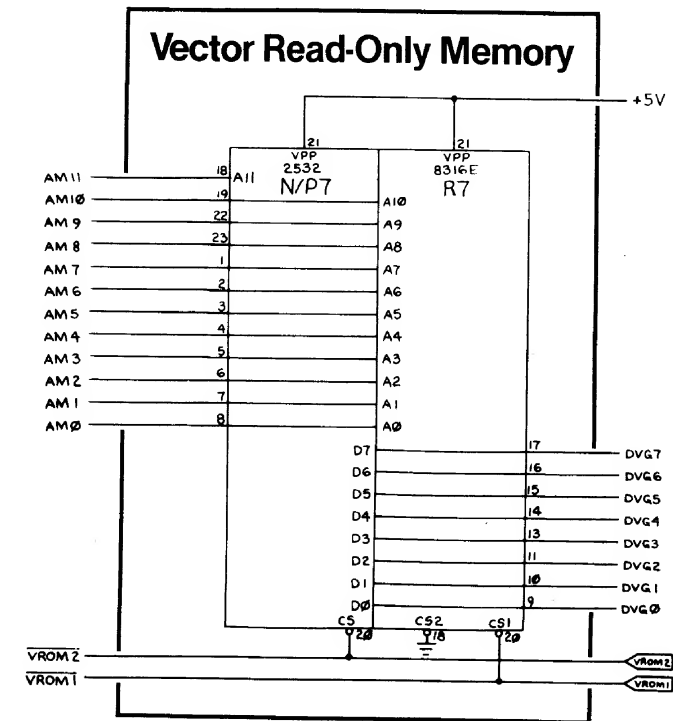 Vector Read-Only Memory
+5V
21 21
VPP VPP
2532 8316E
N/P7 R7
AM11 18 A11
AM10 19 A10
AM9 22 A9
AM8 23 A8
AM7 1 A7
AM6 2 A6
AM5 3 A5
AM4 4 A4
AM3 5 A3
AM2 6 A2
AM1 7 A1
AM0 8 A0
D7 17 DVG7
D6 16 DVG6
D5 15 DVG5
D4 14 DVG4
D3 13 DVG3
D2 11 DVG2
D1 10 DVG1
D0 9 DVG0
CS CS2 CS1
20 18 20
VROM2 VROM2
VROM1 VROM1